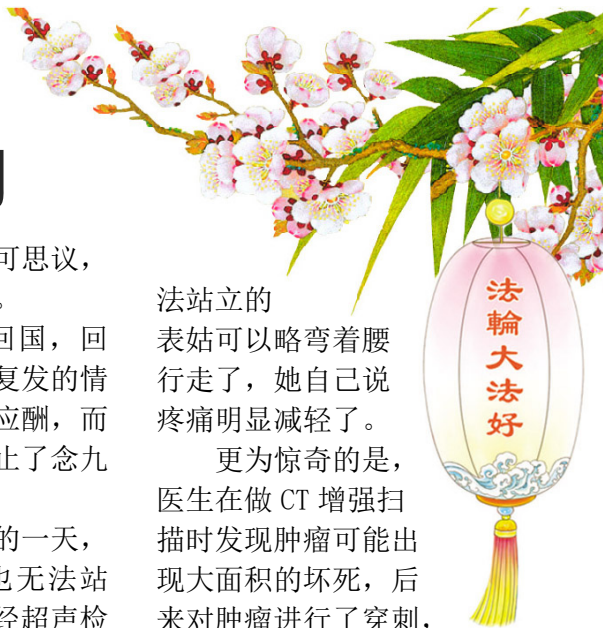 可思议，
。
回国，回
复发的情
应酬，而
止了念九
的一天，
也无法站
经超声检
法站立的
表姑可以略弯着腰
行走了，她自己说
疼痛明显减轻了。
更为惊奇的是，
医生在做 CT 增强扫
描时发现肿瘤可能出
现大面积的坏死，后
来对肿瘤进行了穿刺，
法輪大法好